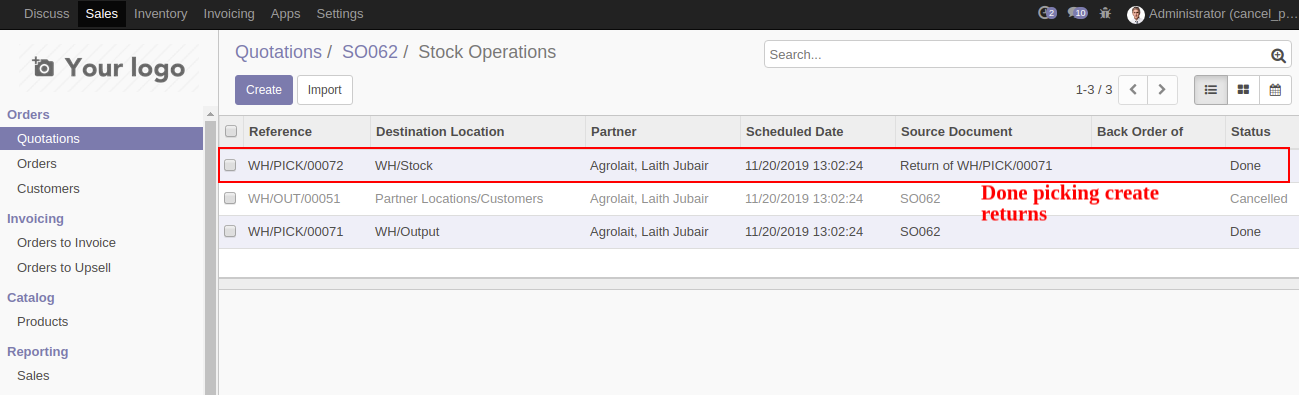 Discuss Sales Inventory Invoicing Apps Settings 2 10 Administrator (cancel_p...
Your logo
Quotations / SO062 / Stock Operations
Search...
Create Import
1-3 / 3
Orders
Quotations
Orders
Customers
Invoicing
Orders to Invoice
Orders to Upsell
Catalog
Products
Reporting
Sales
Reference Destination Location Partner Scheduled Date Source Document Back Order of Status
WH/PICK/00072 WH/Stock Agrolait, Laith Jubair 11/20/2019 13:02:24 Return of WH/PICK/00071 Done
WH/OUT/00051 Partner Locations/Customers Agrolait, Laith Jubair 11/20/2019 13:02:24 SO062 Cancelled
WH/PICK/00071 WH/Output Agrolait, Laith Jubair 11/20/2019 13:02:24 SO062 Done
Done picking create
returns